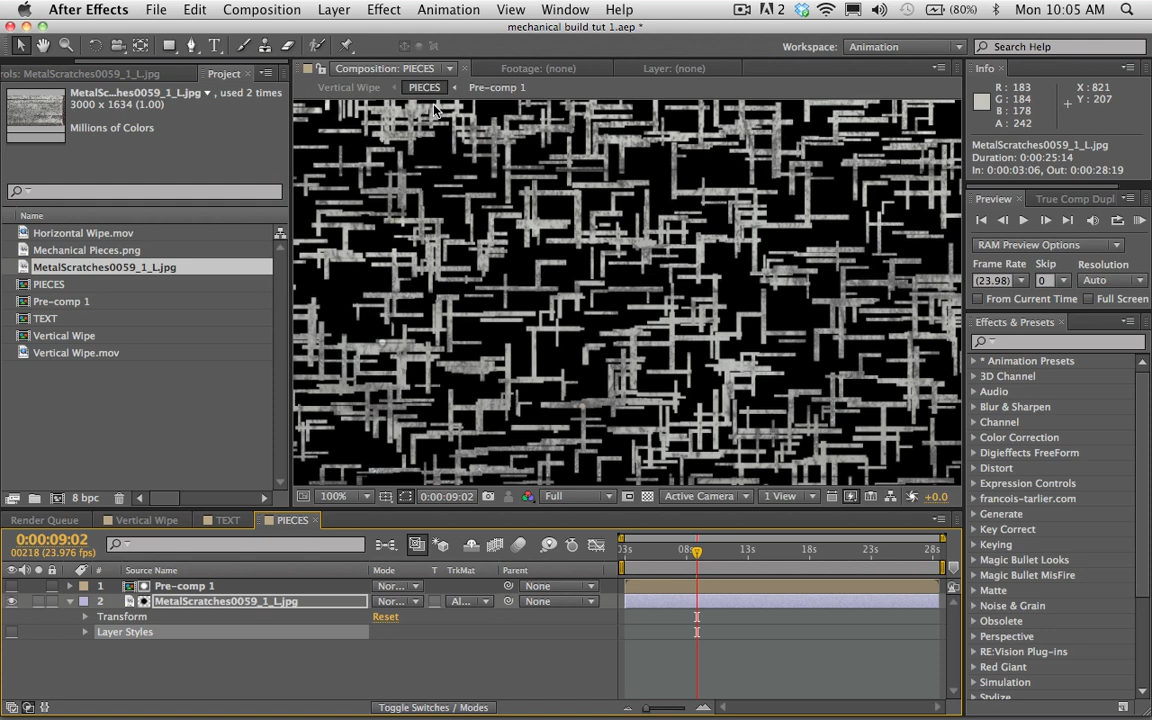 After Effects File Edit Composition Layer Effect Animation View Window Help 2 (80%) Mon 10:05 AM
mechanical build tut 1.aep *
Workspace: Animation Search Help
rols: MetalScratches0059_1_L.jpg Project Composition: PIECES Footage: (none) Layer: (none) Info
MetalSc...hes0059_1_L.jpg , used 2 times
3000 x 1634 (1.00)
Millions of Colors
Vertical Wipe PIECES Pre-comp 1
R: 183 X: 821
G: 184 Y: 207
B: 178
A: 242
MetalScratches0059_1_L.jpg
Duration: 0:00:25:14
In: 0:00:03:06, Out: 0:00:28:19
Preview True Comp Dupl
Name
Horizontal Wipe.mov
Mechanical Pieces.png
MetalScratches0059_1_L.jpg
PIECES
Pre-comp 1
TEXT
Vertical Wipe
Vertical Wipe.mov
RAM Preview Options
Frame Rate Skip Resolution
(23.98) 0 Auto
From Current Time Full Screen
Effects & Presets
* Animation Presets
3D Channel
Audio
Blur & Sharpen
Channel
Color Correction
Digieffects FreeForm
Distort
Expression Controls
francois-tarlier.com
Generate
Key Correct
Keying
Magic Bullet Looks
Magic Bullet MisFire
Matte
Noise & Grain
Obsolete
Perspective
RE:Vision Plug-ins
Red Giant
Simulation
Stylize
8 bpc 100% 0:00:09:02 Full Active Camera 1 View +0.0
Render Queue Vertical Wipe TEXT PIECES
0:00:09:02
00218 (23.976 fps)
03s 08s 13s 18s 23s 28s
# Source Name Mode T TrkMat Parent
1 Pre-comp 1 Nor... None
2 MetalScratches0059_1_L.jpg Nor... Al... None
Transform Reset
Layer Styles
Toggle Switches / Modes